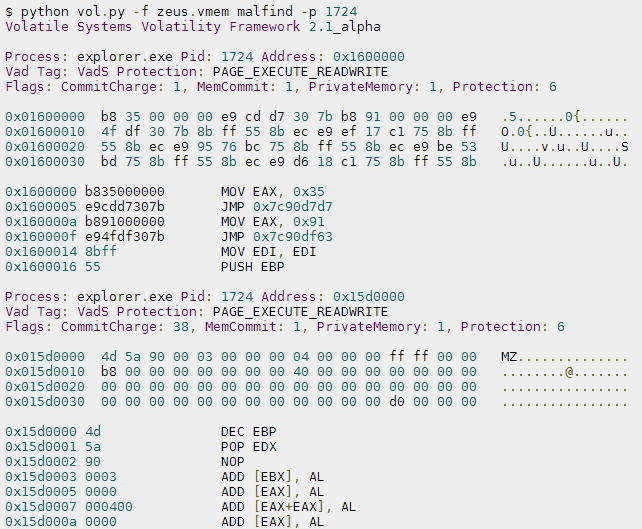 $ python vol.py -f zeus.vmem malfind -p 1724
Volatile Systems Volatility Framework 2.1_alpha

Process: explorer.exe Pid: 1724 Address: 0x1600000
Vad Tag: VadS Protection: PAGE_EXECUTE_READWRITE
Flags: CommitCharge: 1, MemCommit: 1, PrivateMemory: 1, Protection: 6

0x01600000  b8 35 00 00 00 e9 cd d7 30 7b b8 91 00 00 00 e9   .5......0{......
0x01600010  4f df 30 7b 8b ff 55 8b ec e9 ef 17 c1 75 8b ff   O.0{..U......u..
0x01600020  55 8b ec e9 95 76 bc 75 8b ff 55 8b ec e9 be 53   U....v.u..U....S
0x01600030  bd 75 8b ff 55 8b ec e9 d6 18 c1 75 8b ff 55 8b   .u..U......u..U.

0x1600000 b835000000       MOV EAX, 0x35
0x1600005 e9cdd7307b       JMP 0x7c90d7d7
0x160000a b891000000       MOV EAX, 0x91
0x160000f e94fdf307b       JMP 0x7c90df63
0x1600014 8bff             MOV EDI, EDI
0x1600016 55               PUSH EBP

Process: explorer.exe Pid: 1724 Address: 0x15d0000
Vad Tag: VadS Protection: PAGE_EXECUTE_READWRITE
Flags: CommitCharge: 38, MemCommit: 1, PrivateMemory: 1, Protection: 6

0x015d0000  4d 5a 90 00 03 00 00 00 04 00 00 00 ff ff 00 00   MZ..............
0x015d0010  b8 00 00 00 00 00 00 00 40 00 00 00 00 00 00 00   ........@.......
0x015d0020  00 00 00 00 00 00 00 00 00 00 00 00 00 00 00 00   ................
0x015d0030  00 00 00 00 00 00 00 00 00 00 00 00 d0 00 00 00   ................

0x15d0000 4d               DEC EBP
0x15d0001 5a               POP EDX
0x15d0002 90               NOP
0x15d0003 0003             ADD [EBX], AL
0x15d0005 0000             ADD [EAX], AL
0x15d0007 000400           ADD [EAX+EAX], AL
0x15d000a 0000             ADD [EAX], AL